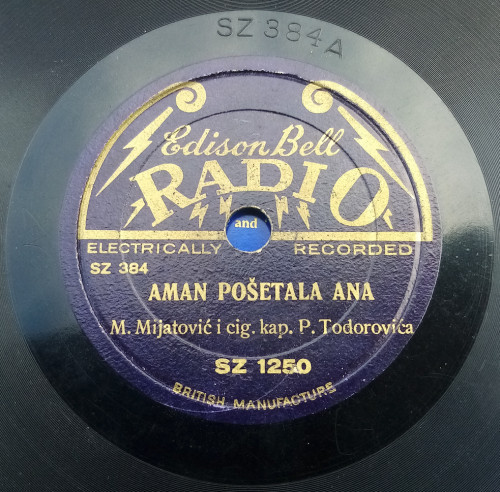 SZ 384A
Edison Bell
RADIO
and
ELECTRICALLY RECORDED
SZ 384
AMAN POŠETALA ANA
M. Mijatović i cig. kap. P. Todorovića
SZ 1250
BRITISH MANUFACTURE